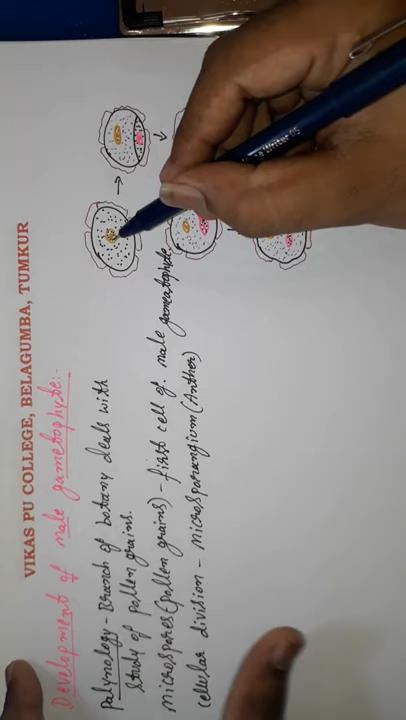 VIKAS PU COLLEGE, BELAGUMBA, TUMKUR
Development of male gametophyte:-
Palynology - Branch of botany deals with
study of pollen grains.
microspores (pollen grains) - first cell of male gametophyte.
cellular division - microsporangium (Anther)